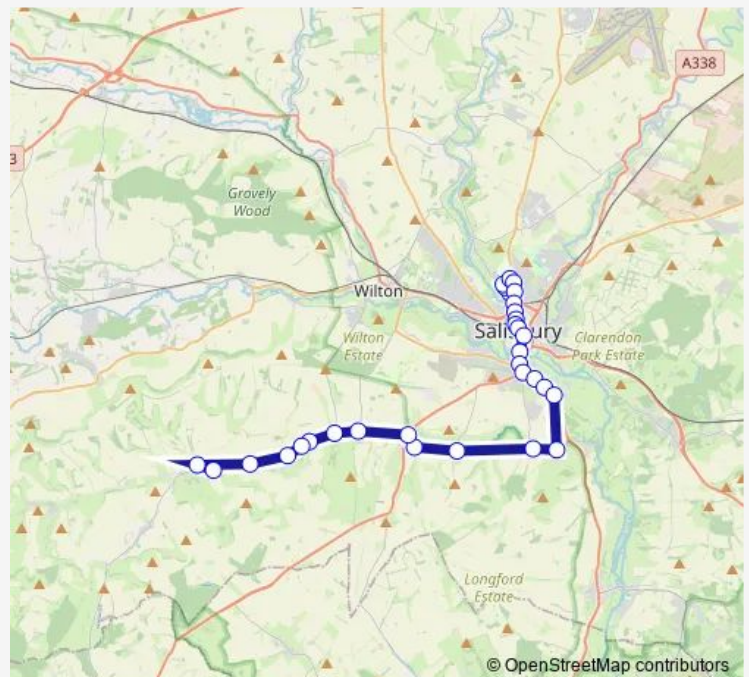 A338
3
Grovely
Wood
Wilton
Salisbury
Wilton
Estate
Clarendon
Park Estate
Longford
Estate
© OpenStreetMap contributors